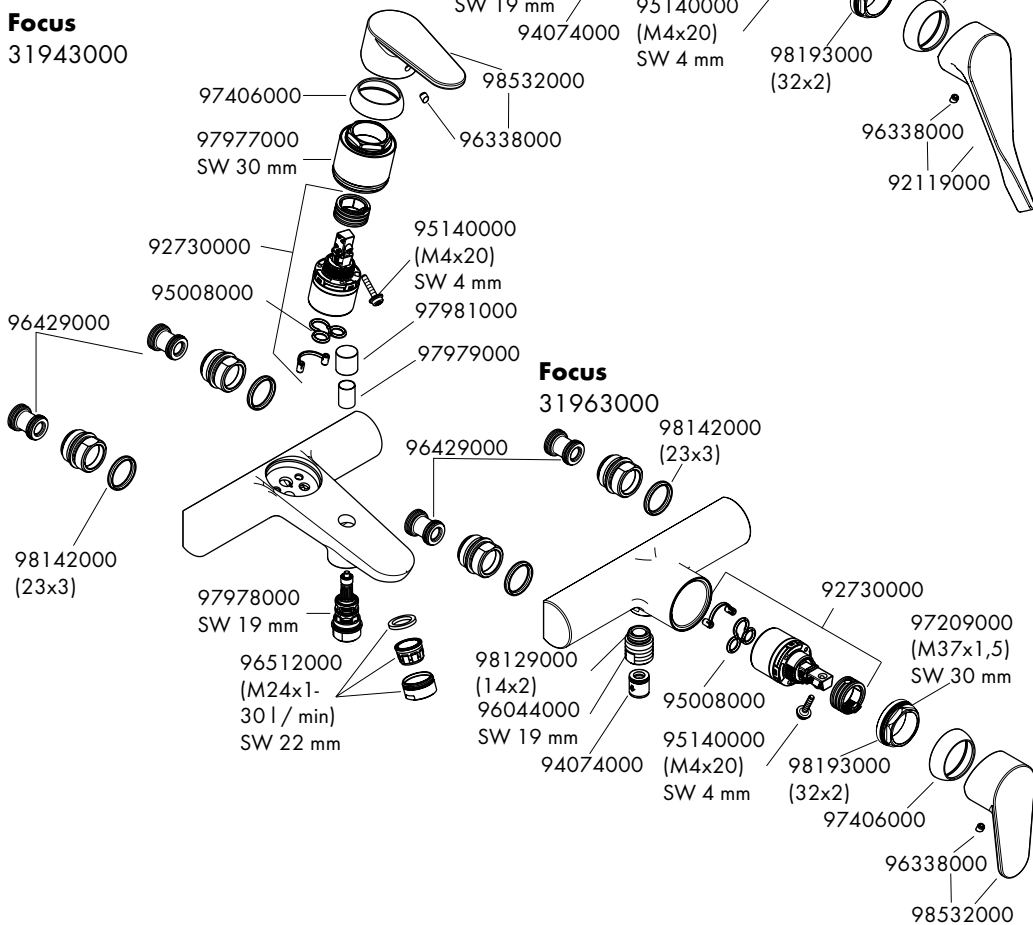 Focus
31943000
SW 19 mm
94074000
95140000
(M4x20)
SW 4 mm
98193000
(32x2)
96338000
92119000
98532000
97406000
96338000
97977000
SW 30 mm
95140000
(M4x20)
SW 4 mm
92730000
95008000
97981000
96429000
97979000
98142000
(23x3)
97978000
SW 19 mm
96512000
(M24x1-
30 l / min)
SW 22 mm
Focus
31963000
98142000
(23x3)
96429000
92730000
97209000
(M37x1,5)
SW 30 mm
98129000
(14x2)
96044000
SW 19 mm
94074000
95008000
95140000
(M4x20)
SW 4 mm
98193000
(32x2)
97406000
96338000
98532000